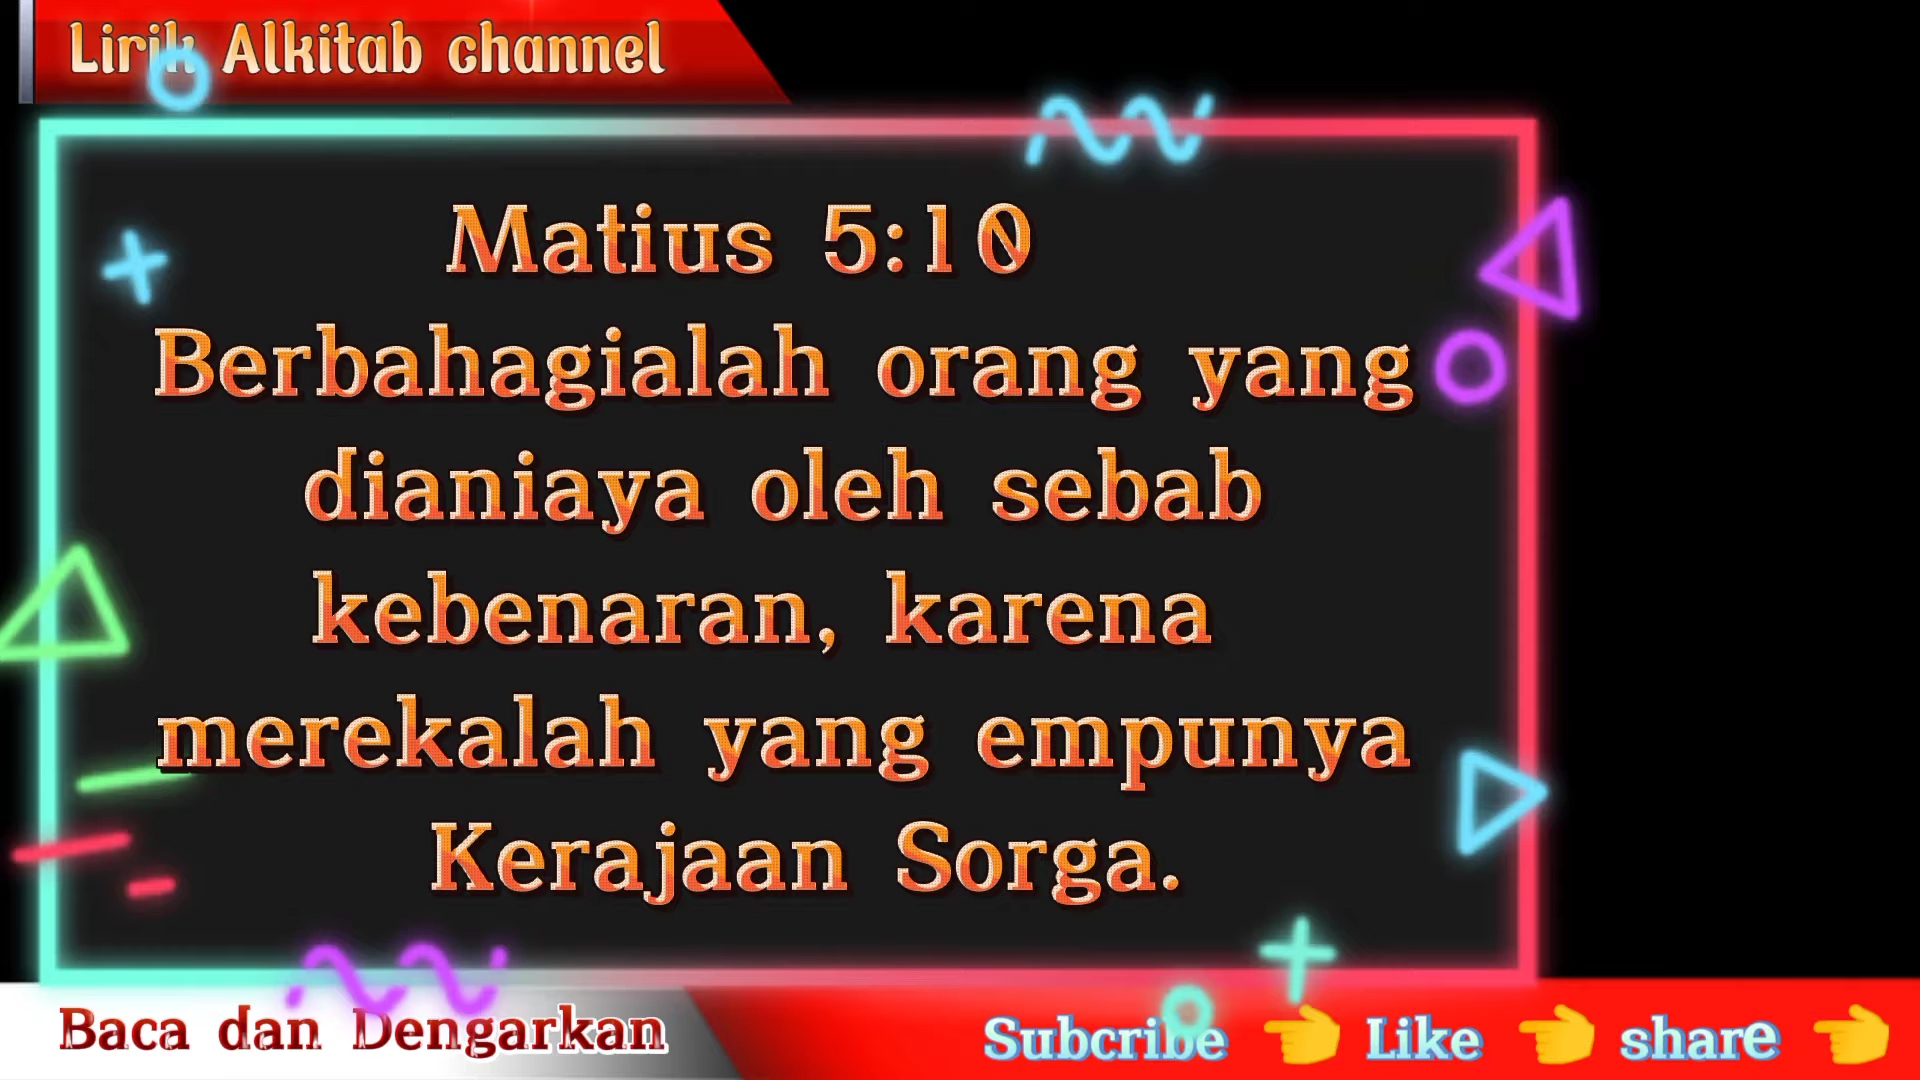 Lirik Alkitab channel
Matius 5:10
Berbahagialah orang yang
dianiaya oleh sebab
kebenaran, karena
merekalah yang empunya
Kerajaan Sorga.
Baca dan Dengarkan
Subcribe 👈 Like 👈 share 👈